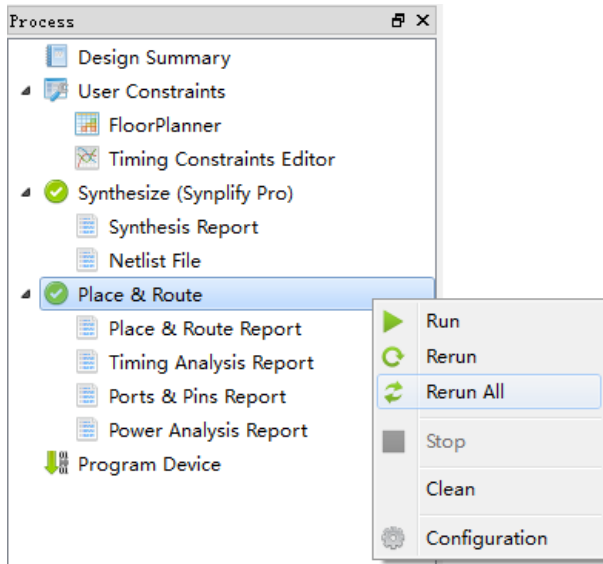 Process
Design Summary
User Constraints
FloorPlanner
Timing Constraints Editor
Synthesize (Synplify Pro)
Synthesis Report
Netlist File
Place & Route
Place & Route Report
Timing Analysis Report
Ports & Pins Report
Power Analysis Report
Program Device
Run
Rerun
Rerun All
Stop
Clean
Configuration